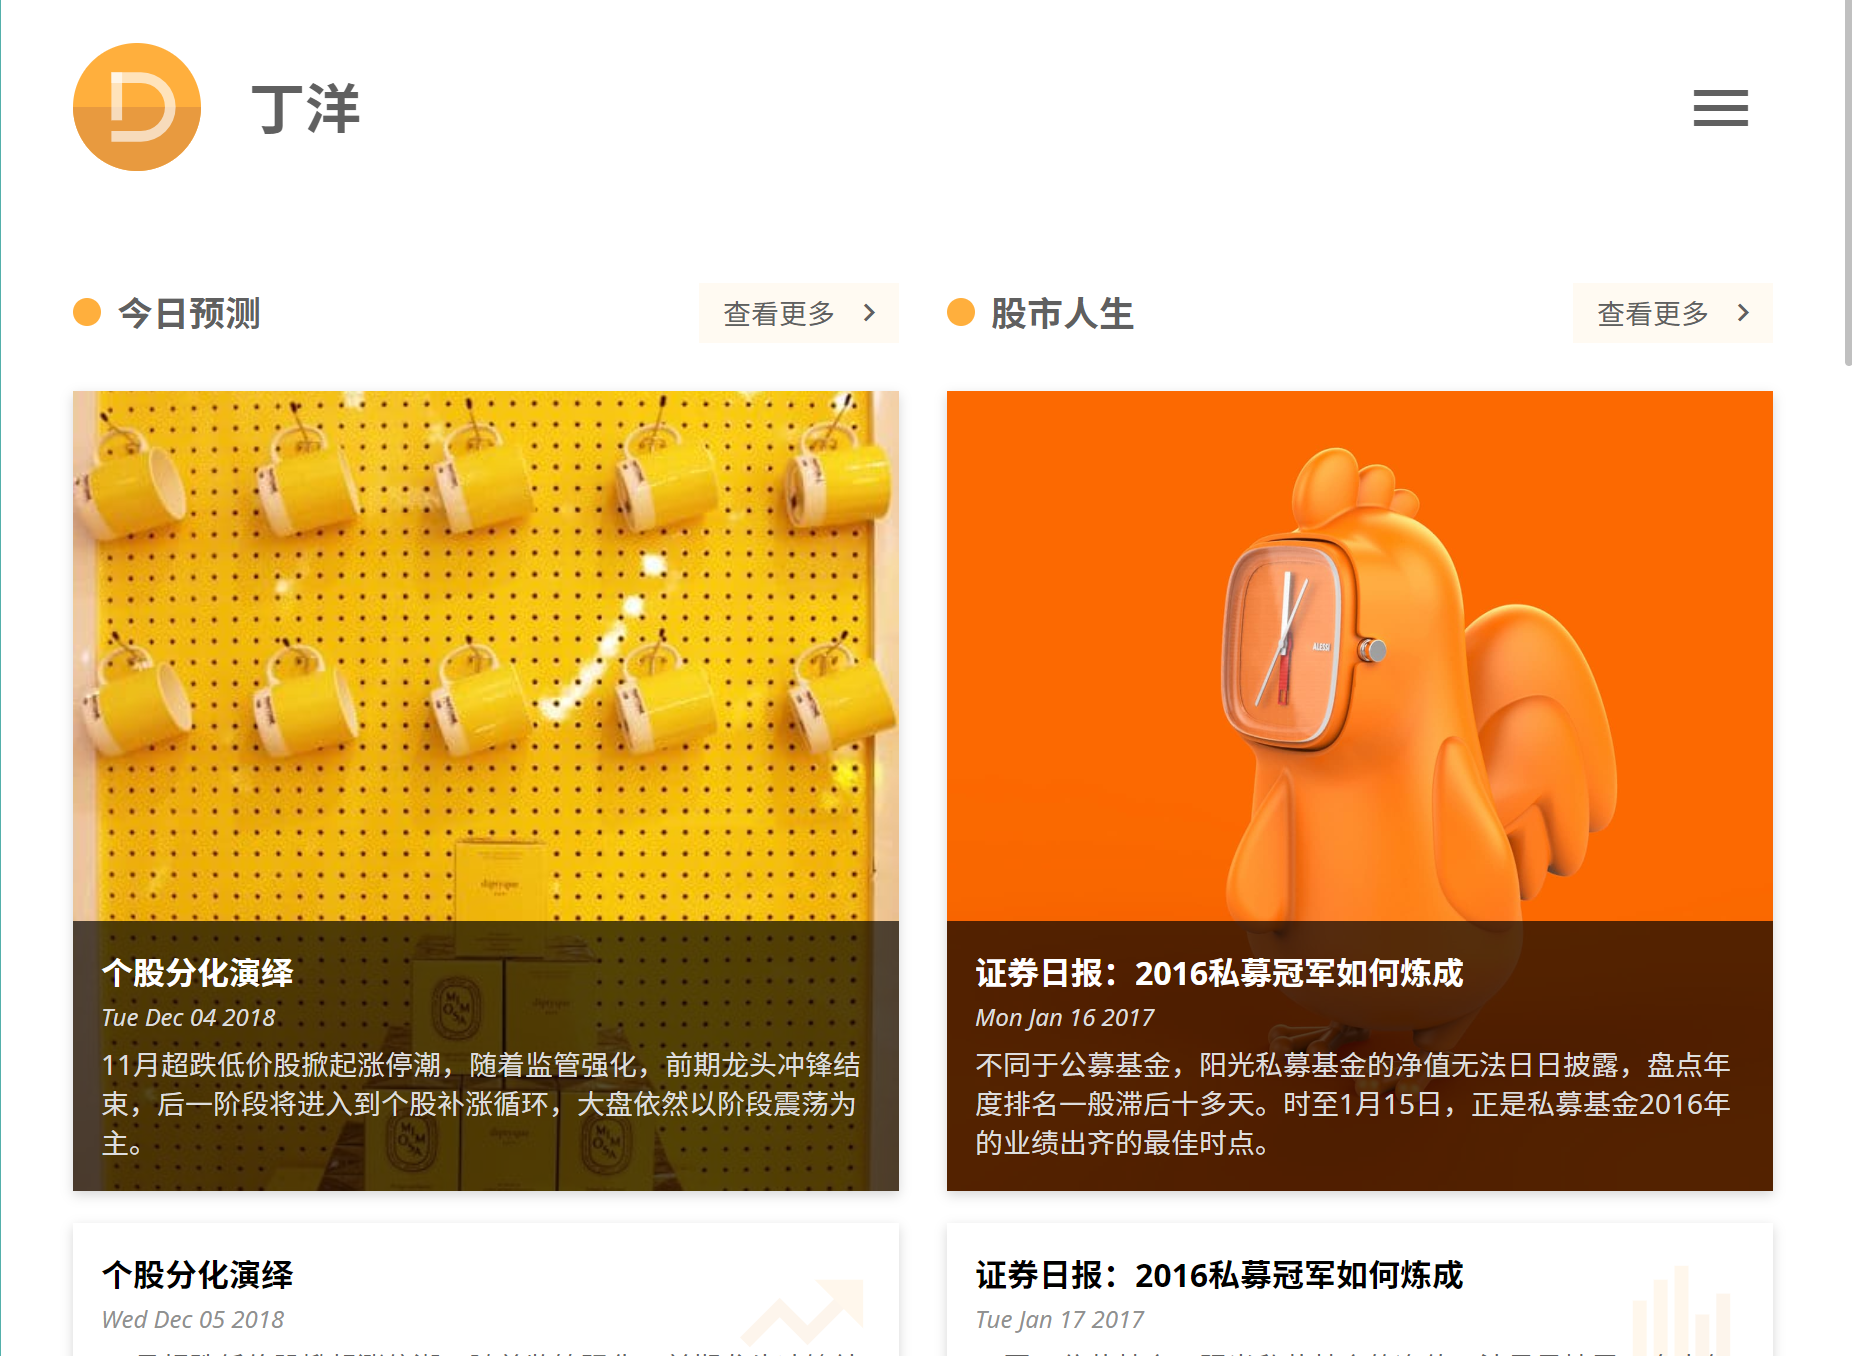 丁洋
今日预测
查看更多
股市人生
查看更多
ALESSI
diptyque
个股分化演绎
Tue Dec 04 2018
11月超跌低价股掀起涨停潮，随着监管强化，前期龙头冲锋结
束，后一阶段将进入到个股补涨循环，大盘依然以阶段震荡为
主。
证券日报：2016私募冠军如何炼成
Mon Jan 16 2017
不同于公募基金，阳光私募基金的净值无法日日披露，盘点年
度排名一般滞后十多天。时至1月15日，正是私募基金2016年
的业绩出齐的最佳时点。
个股分化演绎
Wed Dec 05 2018
证券日报：2016私募冠军如何炼成
Tue Jan 17 2017